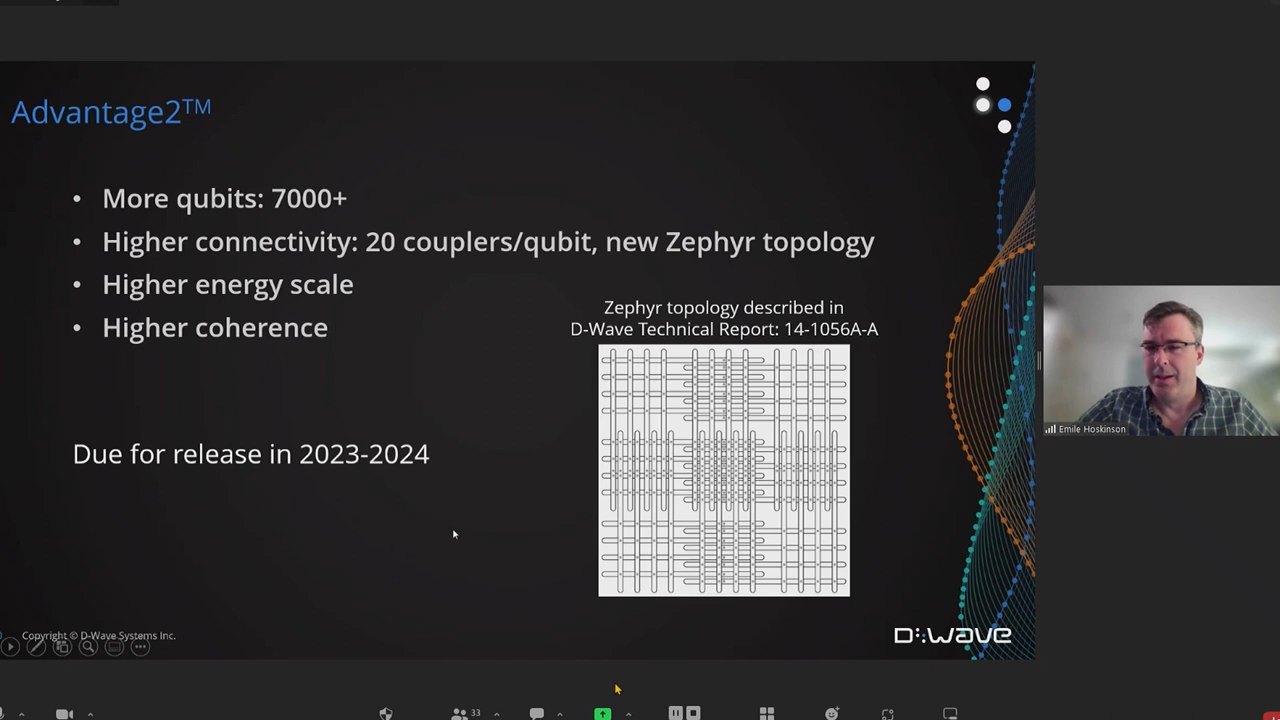 Advantage2™
• More qubits: 7000+
• Higher connectivity: 20 couplers/qubit, new Zephyr topology
• Higher energy scale
• Higher coherence
Zephyr topology described in
D-Wave Technical Report: 14-1056A-A
Due for release in 2023-2024
Emile Hoskinson
Copyright © D-Wave Systems Inc.
D:wave
33